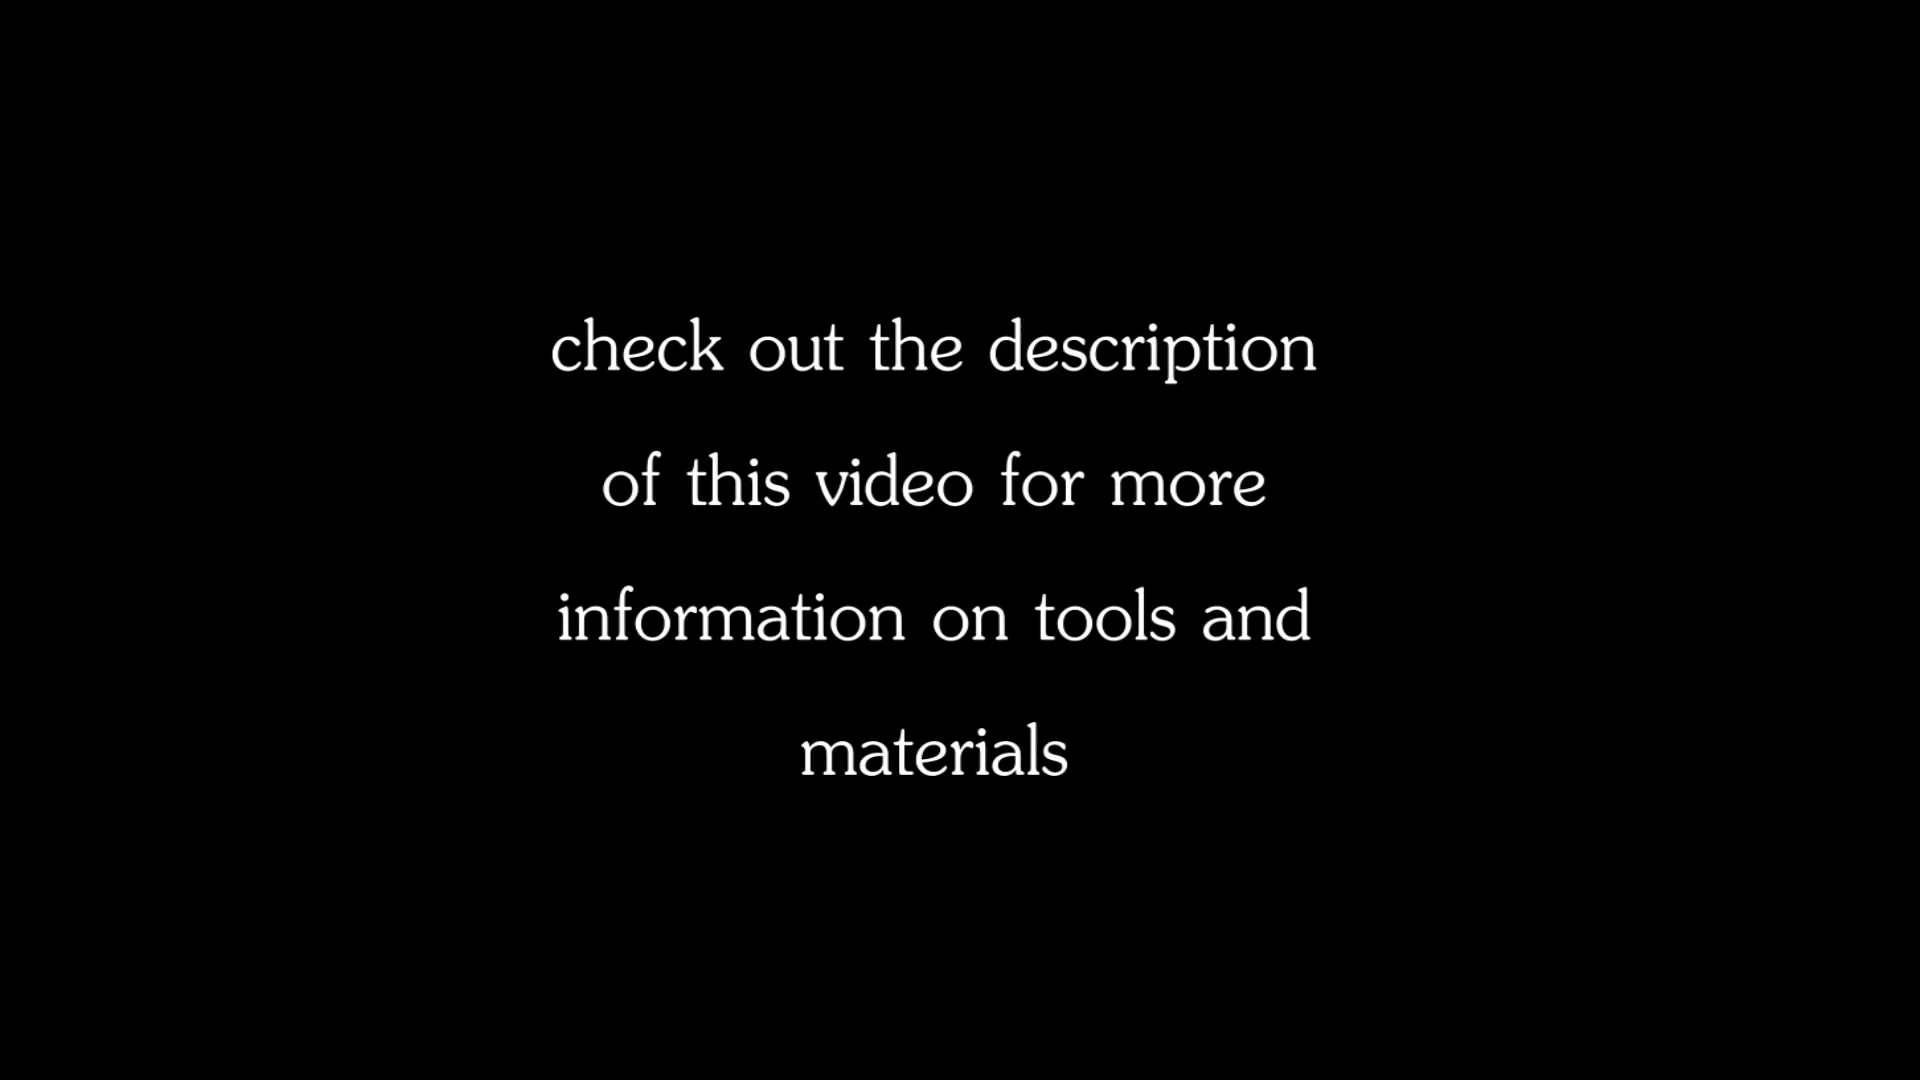 check out the description
of this video for more
information on tools and
materials